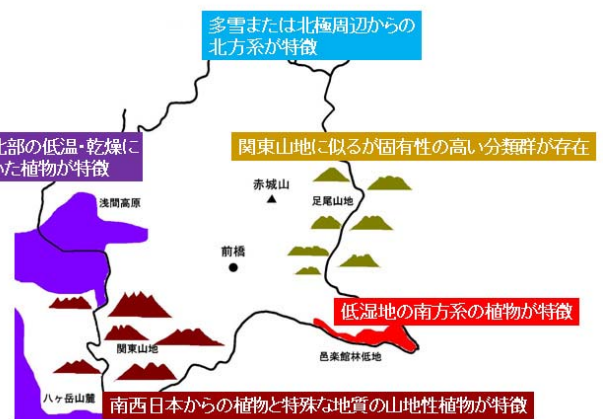 多雪または北極周辺からの
北方系が特徴
北部の低温・乾燥に
いた植物が特徴
関東山地に似るが固有性の高い分類群が存在
浅間高原
赤城山
足尾山地
前橋
低湿地の南方系の植物が特徴
関東山地
邑楽館林低地
八ヶ岳山麓
南西日本からの植物と特殊な地質の山地性植物が特徴